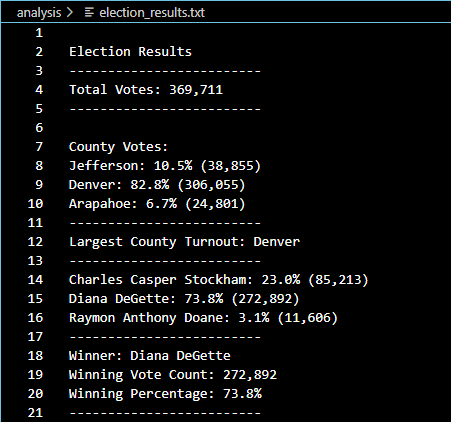 analysis > election_results.txt
1
2 Election Results
3 -------------------------
4 Total Votes: 369,711
5 -------------------------
6
7 County Votes:
8 Jefferson: 10.5% (38,855)
9 Denver: 82.8% (306,055)
10 Arapahoe: 6.7% (24,801)
11 -------------------------
12 Largest County Turnout: Denver
13 -------------------------
14 Charles Casper Stockham: 23.0% (85,213)
15 Diana DeGette: 73.8% (272,892)
16 Raymon Anthony Doane: 3.1% (11,606)
17 -------------------------
18 Winner: Diana DeGette
19 Winning Vote Count: 272,892
20 Winning Percentage: 73.8%
21 -------------------------